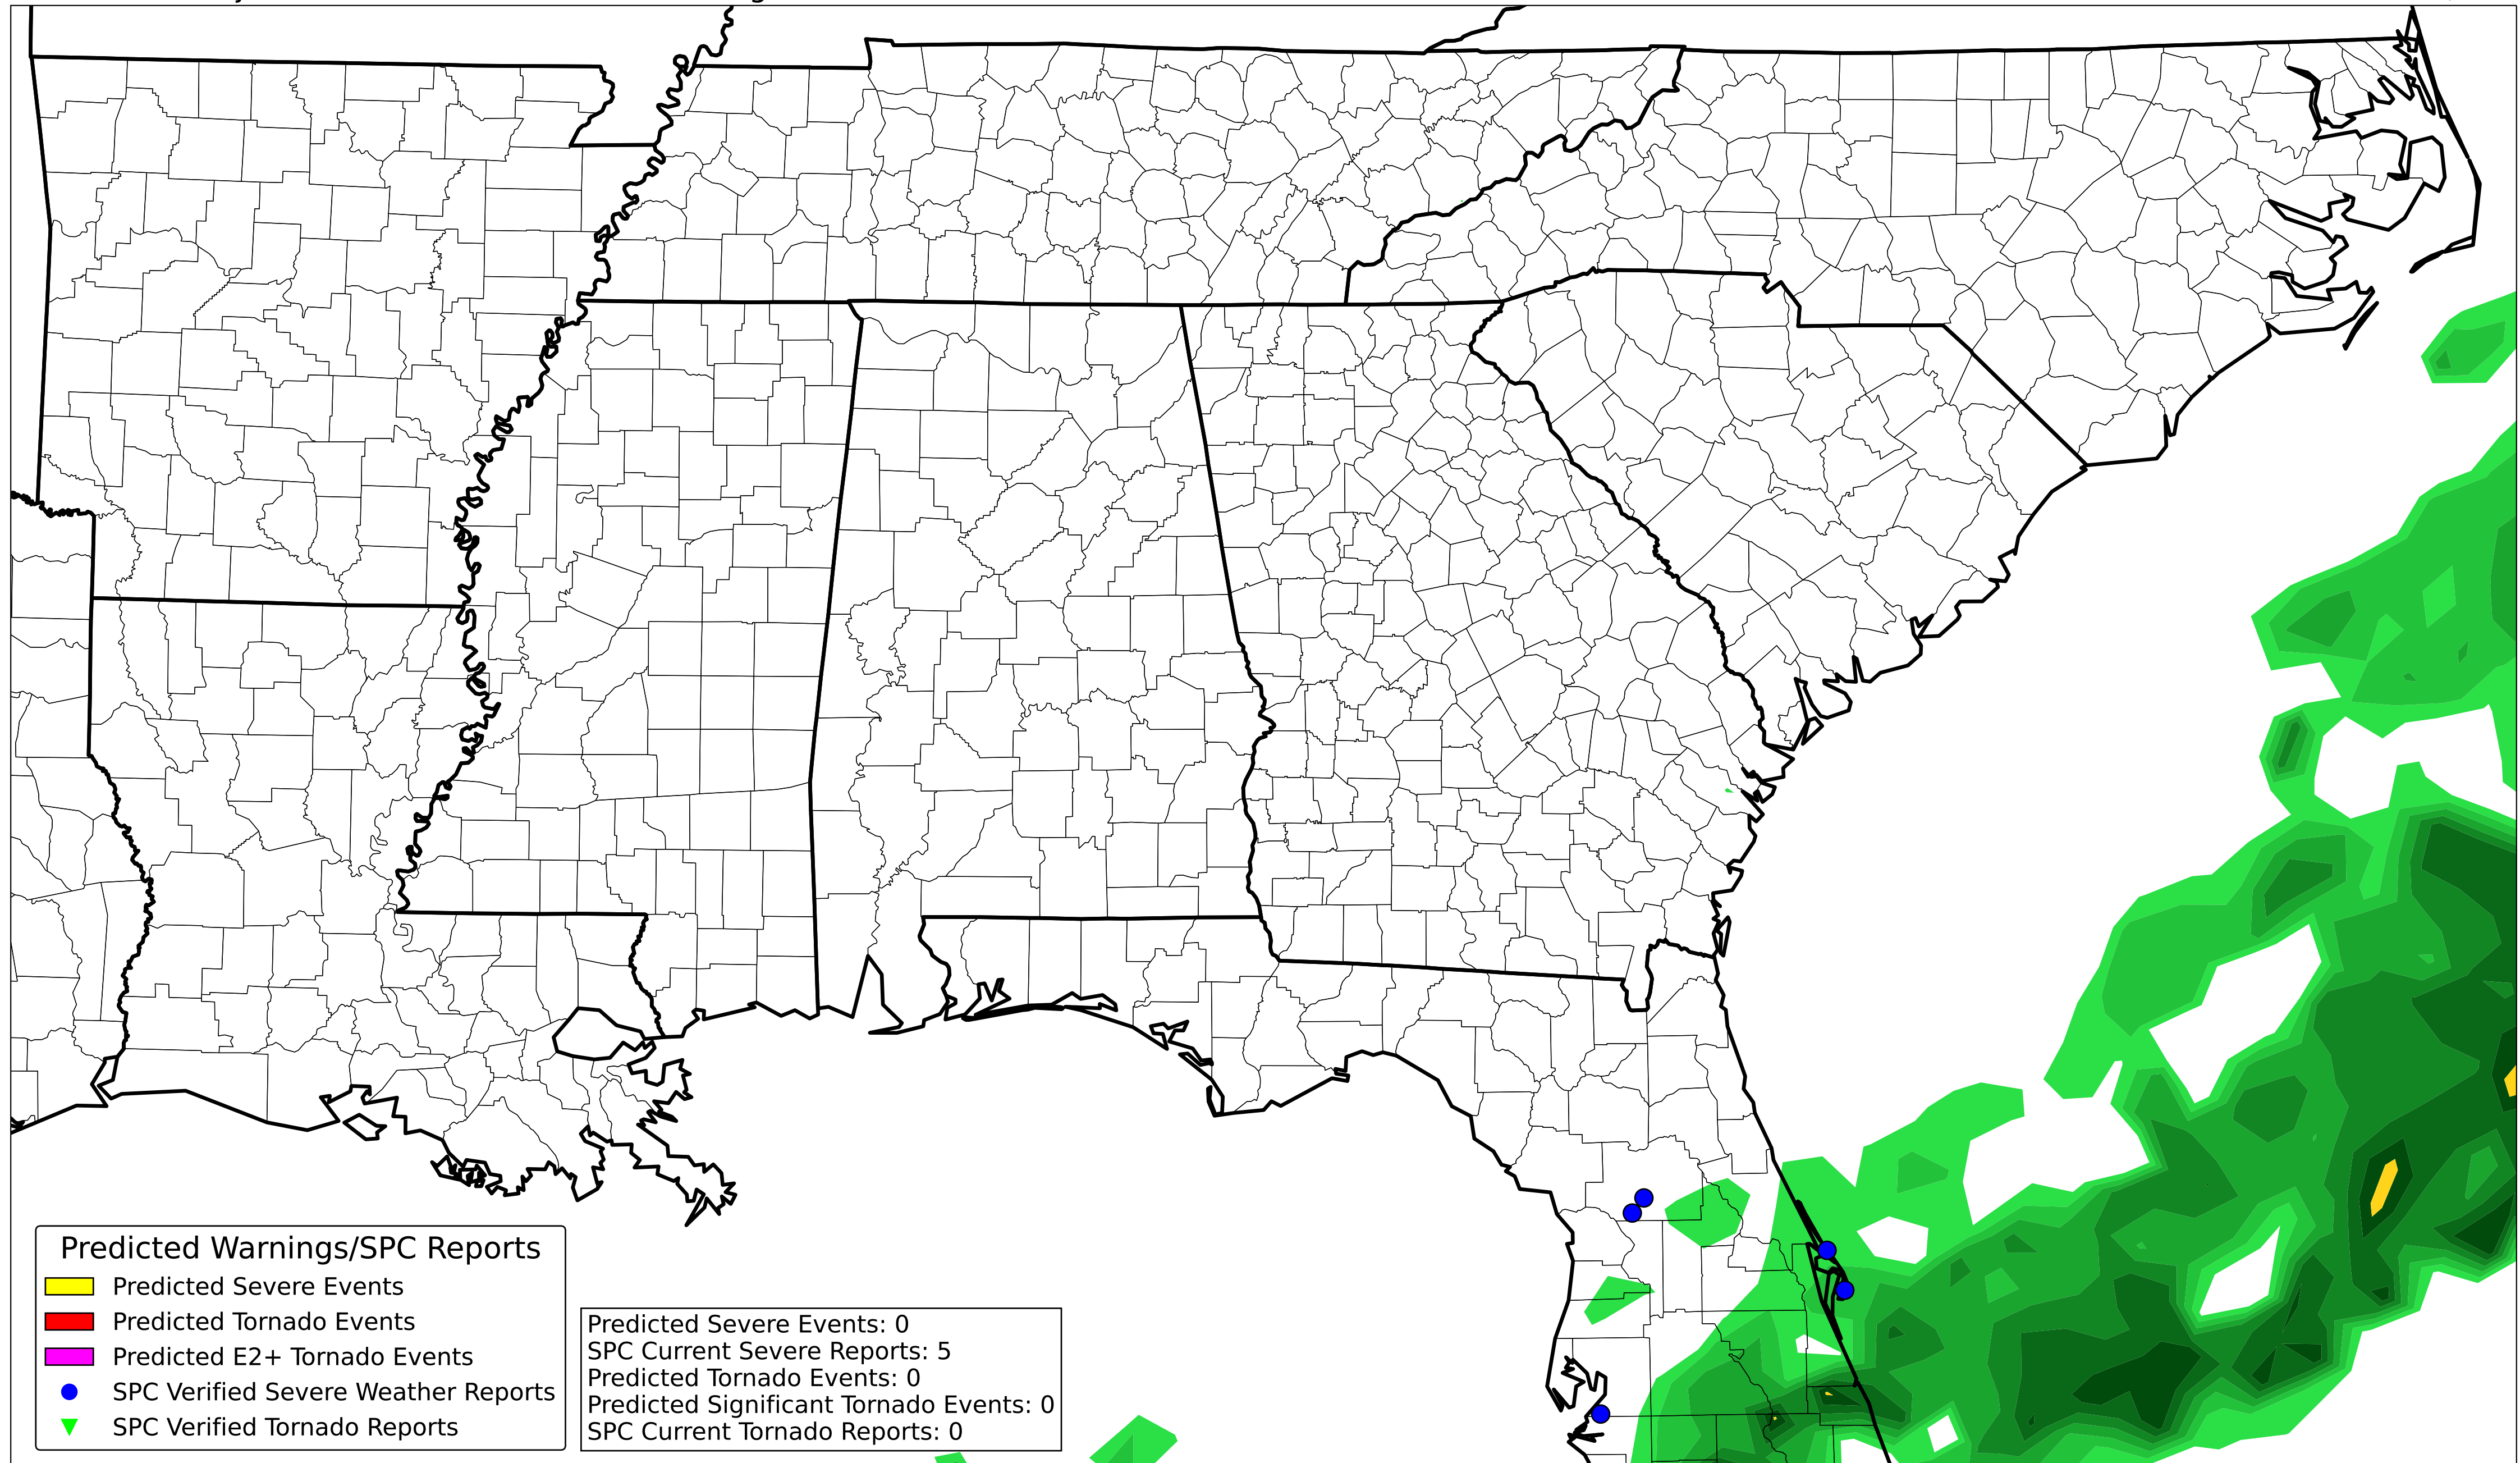 Predicted Warnings/SPC Reports
Predicted Severe Events
Predicted Tornado Events
Predicted E2+ Tornado Events
SPC Verified Severe Weather Reports
SPC Verified Tornado Reports
Predicted Severe Events: 0
SPC Current Severe Reports: 5
Predicted Tornado Events: 0
Predicted Significant Tornado Events: 0
SPC Current Tornado Reports: 0